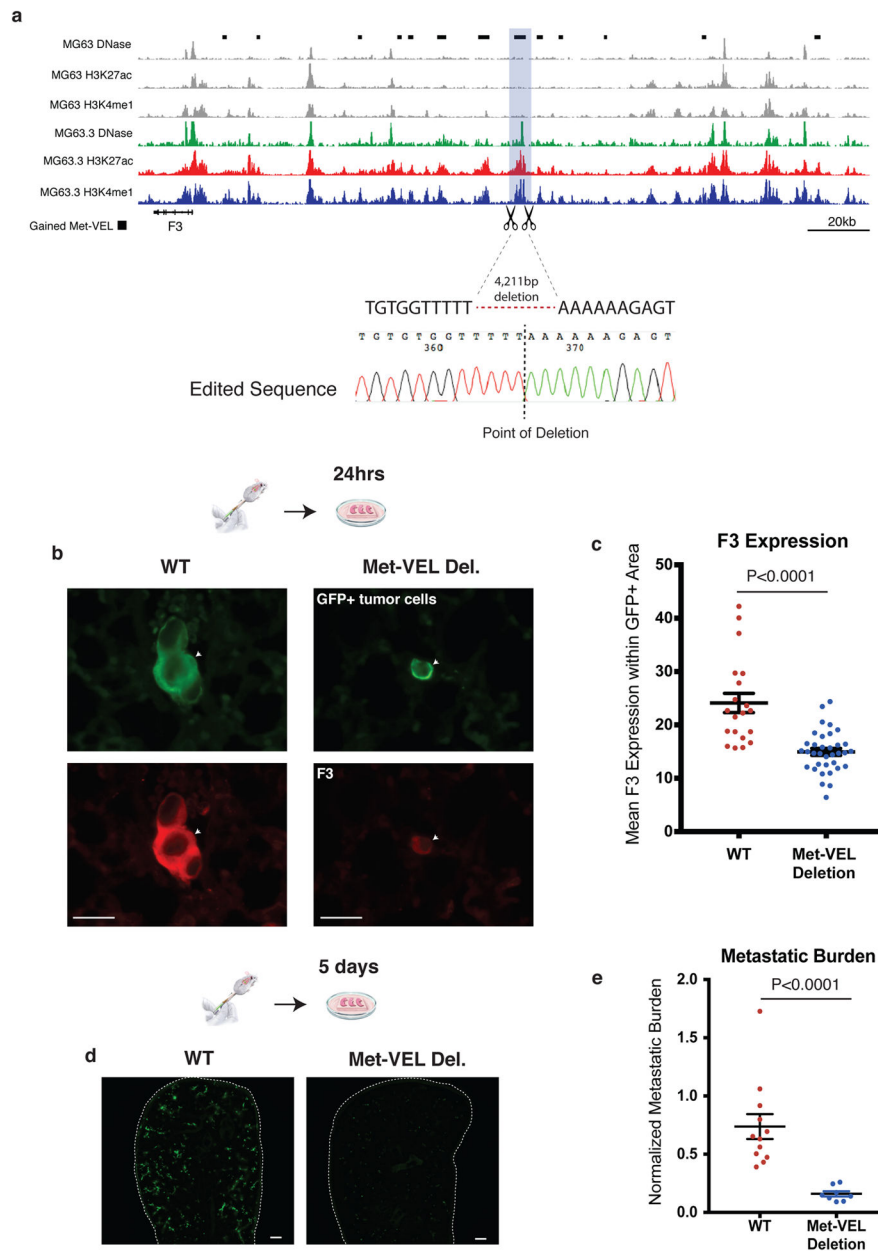 a
MG63 DNase
MG63 H3K27ac
MG63 H3K4me1
MG63.3 DNase
MG63.3 H3K27ac
MG63.3 H3K4me1
Gained Met-VEL
F3
20kb
4,211bp
deletion
TGTGGTTTTT
AAAAAAGAGT
T G T G T G G T T T T T A A A A A A G A G T
360
370
Edited Sequence
Point of Deletion
24hrs
b
WT
Met-VEL Del.
GFP+ tumor cells
F3
c
F3 Expression
P<0.0001
Mean F3 Expression within GFP+ Area
50
40
30
20
10
0
WT
Met-VEL
Deletion
5 days
d
WT
Met-VEL Del.
e
Metastatic Burden
P<0.0001
Normalized Metastatic Burden
2.0
1.5
1.0
0.5
0.0
WT
Met-VEL
Deletion